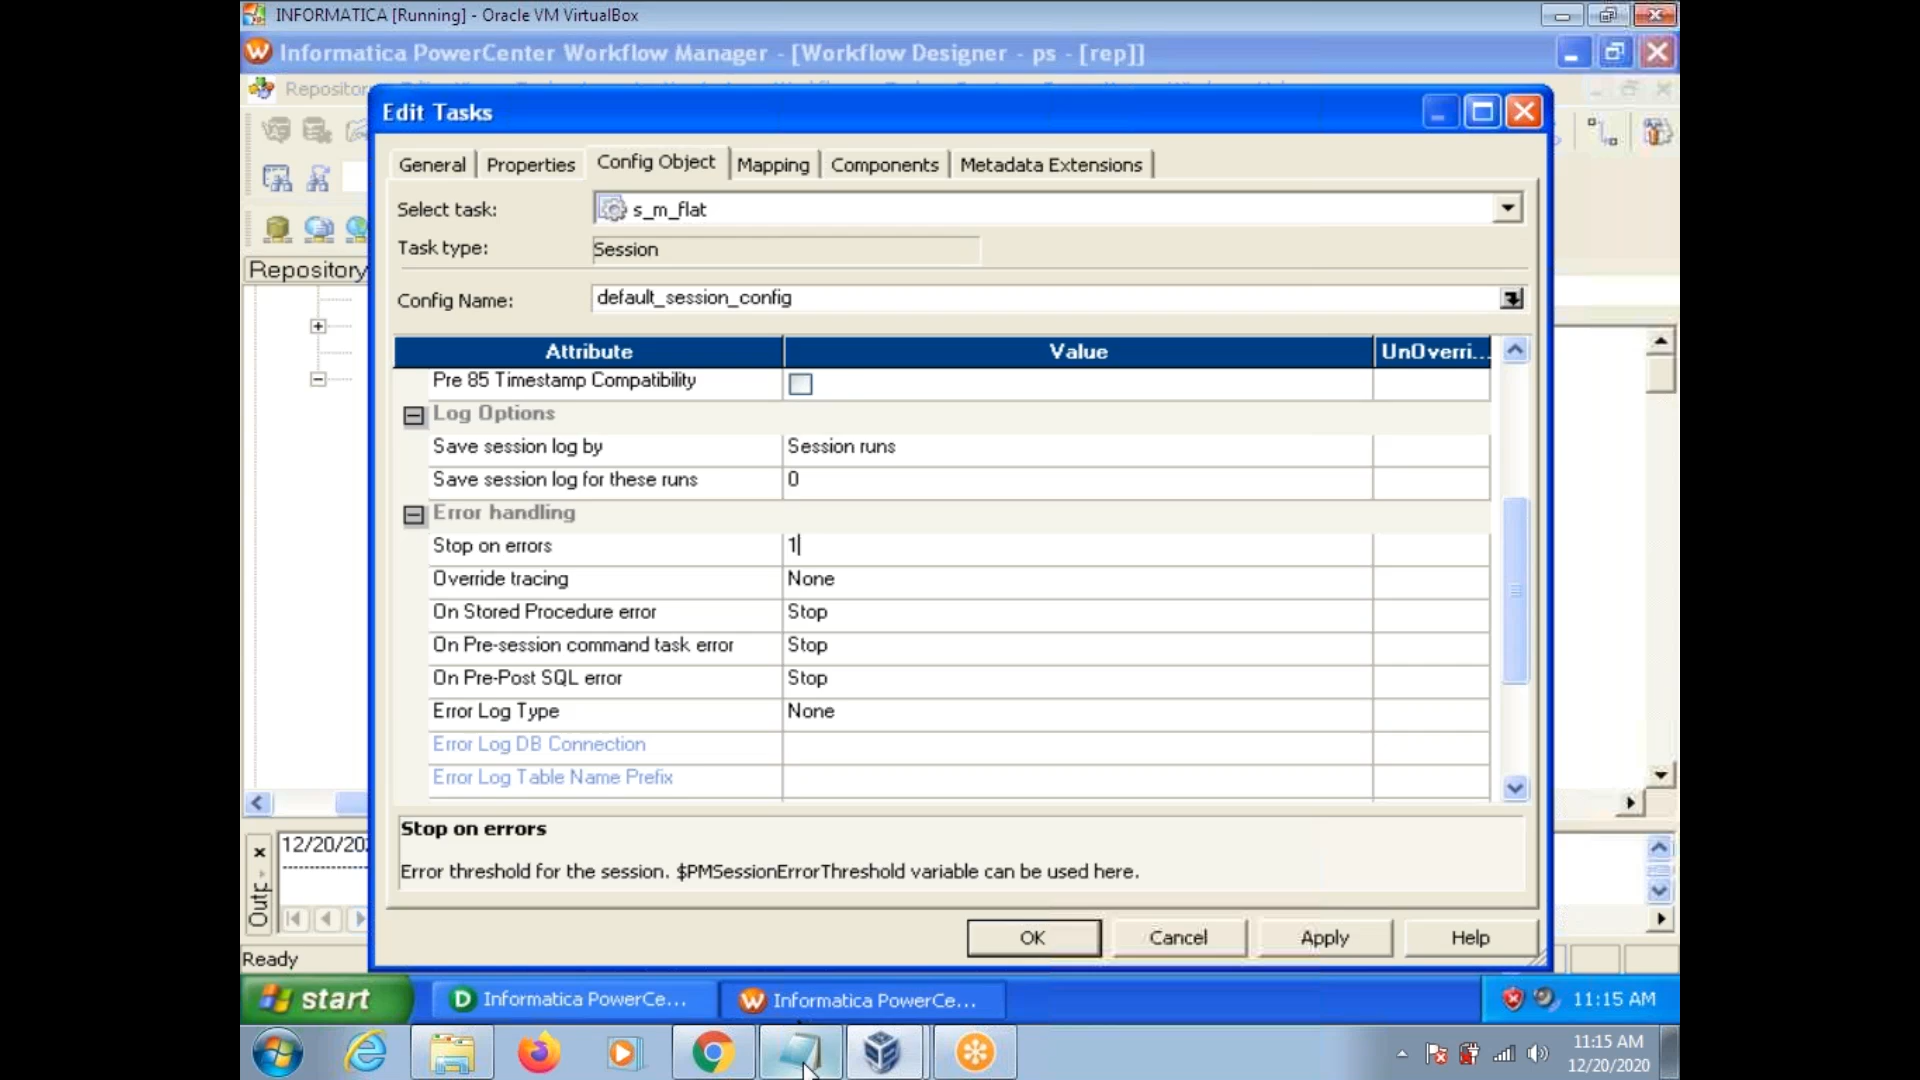 INFORMATICA [Running] - Oracle VM VirtualBox
Informatica PowerCenter Workflow Manager - [Workflow Designer - ps - [rep]]
Repository
Edit Tasks
General
Properties
Config Object
Mapping
Components
Metadata Extensions
Select task:
s_m_flat
Task type:
Session
Repository
Config Name:
default_session_config
Attribute
Value
UnOverri...
Pre 85 Timestamp Compatibility
Log Options
Save session log by
Session runs
Save session log for these runs
0
Error handling
Stop on errors
1
Override tracing
None
On Stored Procedure error
Stop
On Pre-session command task error
Stop
On Pre-Post SQL error
Stop
Error Log Type
None
Error Log DB Connection
Error Log Table Name Prefix
Stop on errors
Error threshold for the session. $PMSessionErrorThreshold variable can be used here.
12/20/20
Outp
OK
Cancel
Apply
Help
Ready
start
Informatica PowerCe...
Informatica PowerCe...
11:15 AM
11:15 AM
12/20/2020